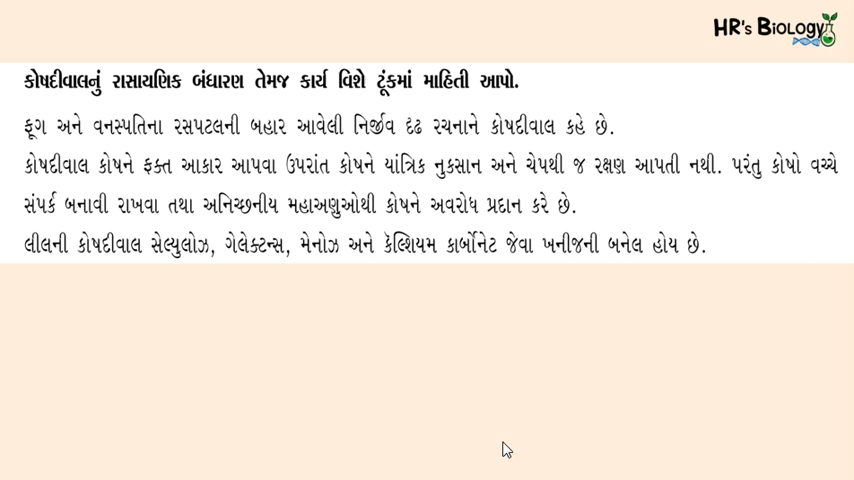 HR's BIOLOGY
કોષદીવાલનું રાસાયણિક બંધારણ તેમજ કાર્ય વિશે ટૂંકમાં માહિતી આપો.
ફૂગ અને વનસ્પતિના રસપટલની બહાર આવેલી નિર્જીવ દઢ રચનાને કોષદીવાલ કહે છે.
કોષદીવાલ કોષને ફક્ત આકાર આપવા ઉપરાંત કોષને યાંત્રિક નુકસાન અને ચેપથી જ રક્ષણ આપતી નથી. પરંતુ કોષો વચ્ચે
સંપર્ક બનાવી રાખવા તથા અનિચ્છનીય મહાઅણુઓથી કોષને અવરોધ પ્રદાન કરે છે.
લીલની કોષદીવાલ સેલ્યુલોઝ, ગેલેક્ટન્સ, મેનોઝ અને કૅલ્શિયમ કાર્બોનેટ જેવા ખનીજની બનેલ હોય છે.